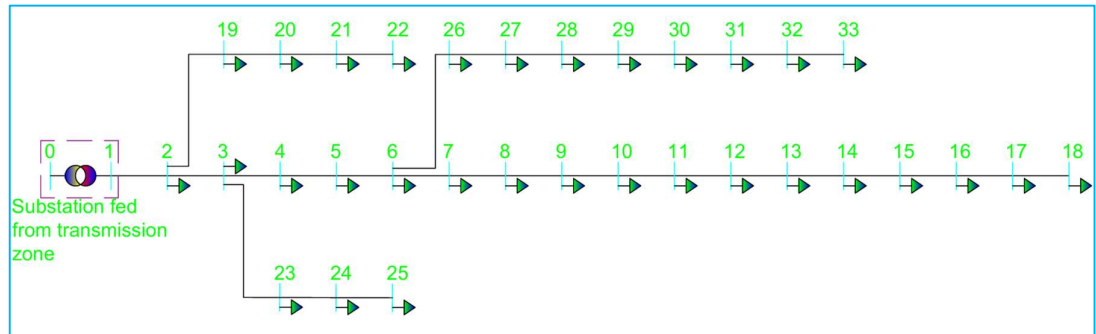 19 20 21 22 26 27 28 29 30 31 32 33
0 1 2 3 4 5 6 7 8 9 10 11 12 13 14 15 16 17 18
Substation fed
from transmission
zone
23 24 25